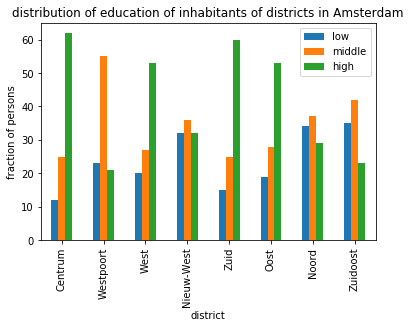 distribution of education of inhabitants of districts in Amsterdam
low
middle
high
fraction of persons
60
50
40
30
20
10
0
Centrum
Westpoort
West
Nieuw-West
Zuid
Oost
Noord
Zuidoost
district